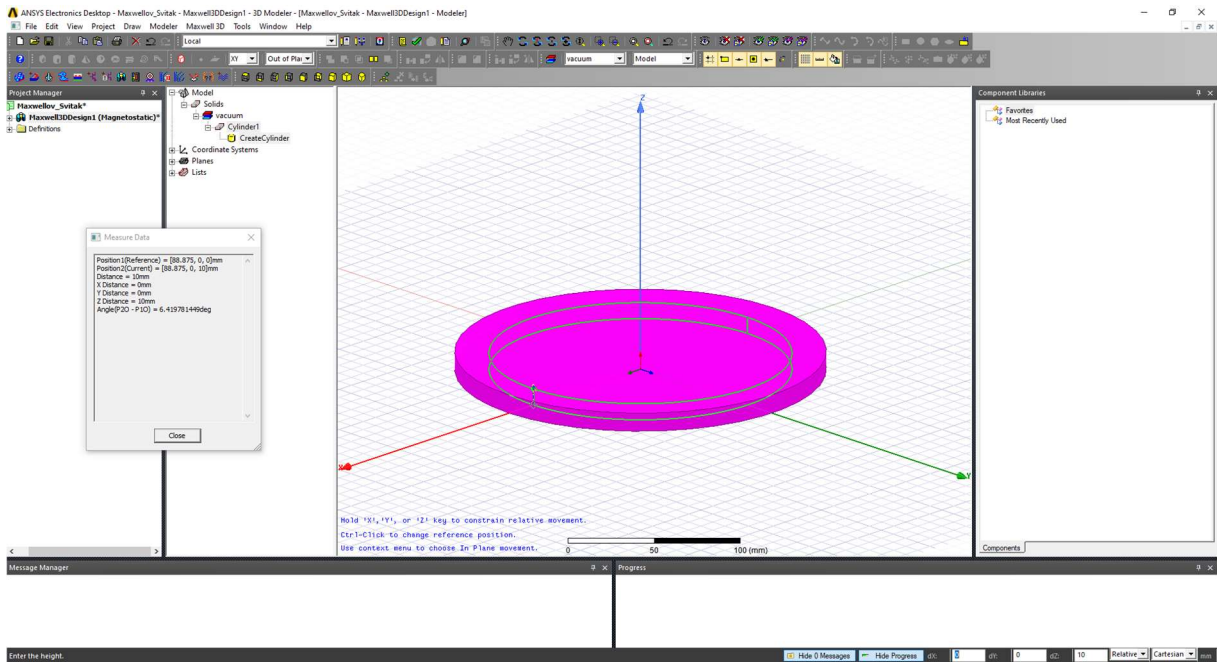 ANSYS Electronics Desktop - Maxwellov_Svitak - Maxwell3DDesign1 - 3D Modeler - [Maxwellov_Svitak - Maxwell3DDesign1 - Modeler]
File Edit View Project Draw Modeler Maxwell 3D Tools Window Help
Local
XY Out of Plar vacuum Model
Project Manager
Maxwellov_Svitak*
Maxwell3DDesign1 (Magnetostatic)*
Definitions
Model
Solids
vacuum
Cylinder1
CreateCylinder
Coordinate Systems
Planes
Lists
Measure Data
Position1(Reference) = [88.875, 0, 0]mm
Position2(Current) = [88.875, 0, 10]mm
Distance = 10mm
X Distance = 0mm
Y Distance = 0mm
Z Distance = 10mm
Angle(P2O - P1O) = 6.419781449deg
Close
Z
X
Y
Hold 'X','Y', or 'Z' key to constrain relative movement.
Ctrl-Click to change reference position.
Use context menu to choose In Plane movement.
0 50 100 (mm)
Component Libraries
Favorites
Most Recently Used
Components
Message Manager
Progress
Enter the height.
Hide 0 Messages Hide Progress dX: 0 dY: 0 dZ: 10 Relative Cartesian mm